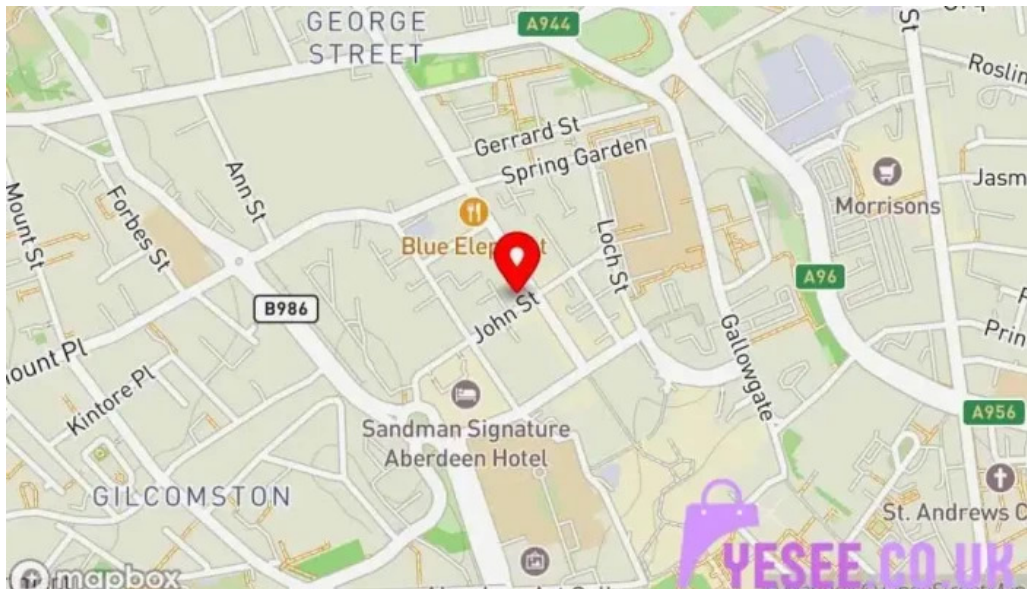 GEORGE
STREET
A944
St
Roslin
Gerrard St
Spring Garden
Ann St
Forbes St
Mount St
Morrisons
Jasm
Blue Elep
t
Loch St
A96
B986
John St
ount Pl
Kintore Pl
Gallowgate
Prin
A956
Sandman Signature
Aberdeen Hotel
GILCOMSTON
St. Andrews C
mapbox
YESEE.CO.UK